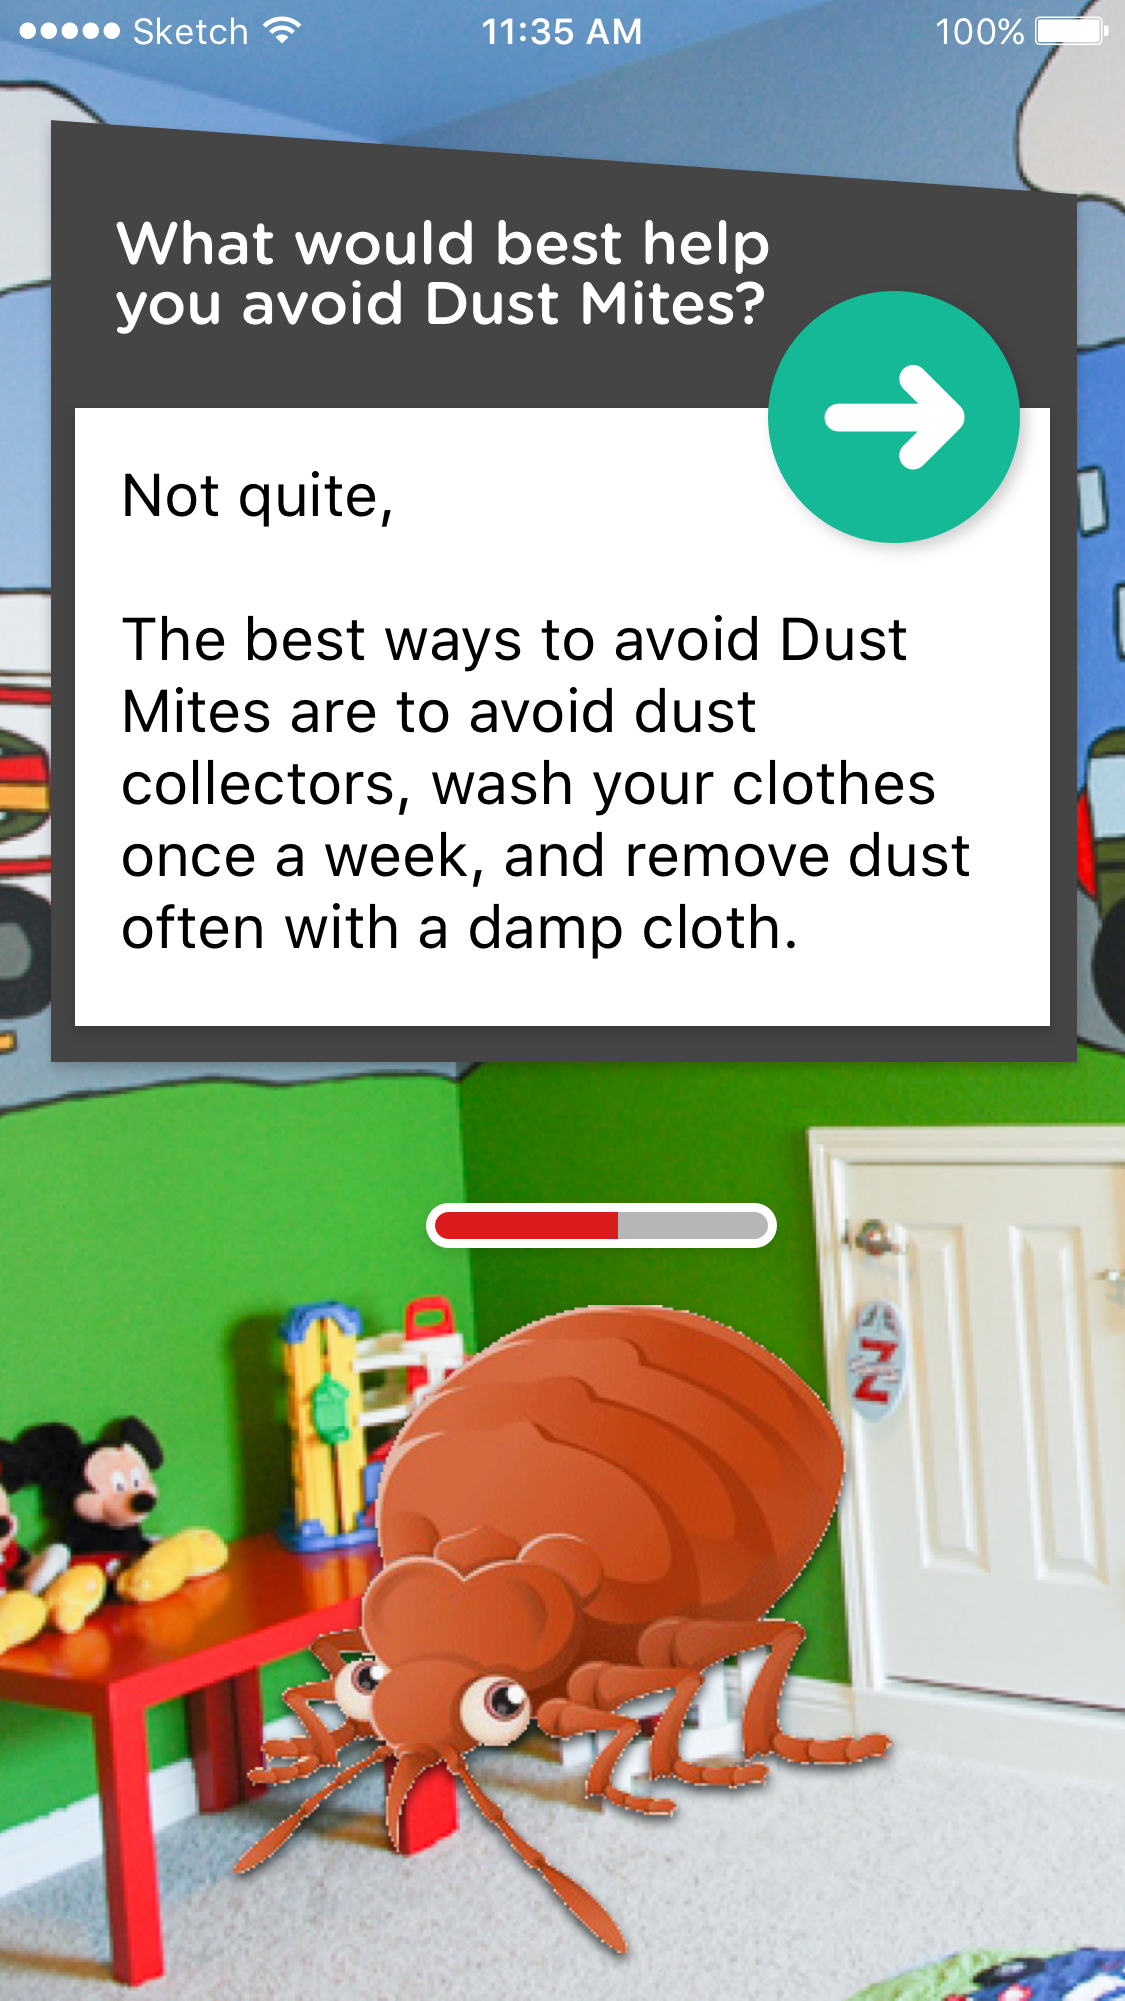 Sketch 11:35 AM 100%
What would best help
you avoid Dust Mites?
Not quite,
The best ways to avoid Dust
Mites are to avoid dust
collectors, wash your clothes
once a week, and remove dust
often with a damp cloth.